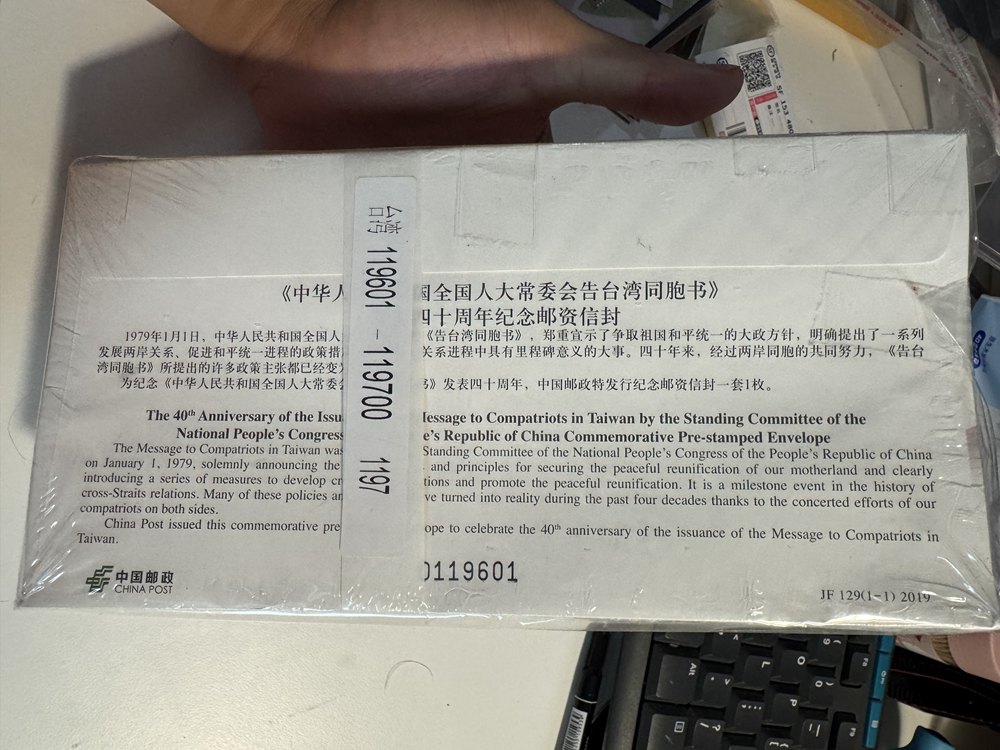 台湾 119601 - 119700 1197
《中华人 国全国人大常委会告台湾同胞书》
四十周年纪念邮资信封
1979年1月1日，中华人民共和国全国人 《告台湾同胞书》，郑重宣示了争取祖国和平统一的大政方针，明确提出了一系列
发展两岸关系、促进和平统一进程的政策措 关系进程中具有里程碑意义的大事。四十年来，经过两岸同胞的共同努力，《告台
湾同胞书》所提出的许多政策主张都已经变
为纪念《中华人民共和国全国人大常委会 书》发表四十周年，中国邮政特发行纪念邮资信封一套1枚。
The 40th Anniversary of the Issu Message to Compatriots in Taiwan by the Standing Committee of the
National People's Congress e's Republic of China Commemorative Pre-stamped Envelope
The Message to Compatriots in Taiwan was Standing Committee of the National People's Congress of the People's Republic of China
on January 1, 1979, solemnly announcing the and principles for securing the peaceful reunification of our motherland and clearly
introducing a series of measures to develop cr tions and promote the peaceful reunification. It is a milestone event in the history of
cross-Straits relations. Many of these policies an ve turned into reality during the past four decades thanks to the concerted efforts of our
compatriots on both sides.
China Post issued this commemorative pre ope to celebrate the 40th anniversary of the issuance of the Message to Compatriots in
Taiwan.
中国邮政
CHINA POST
0119601
JF 129(1-1) 2019
SF 153 480
Alt
L
O
P